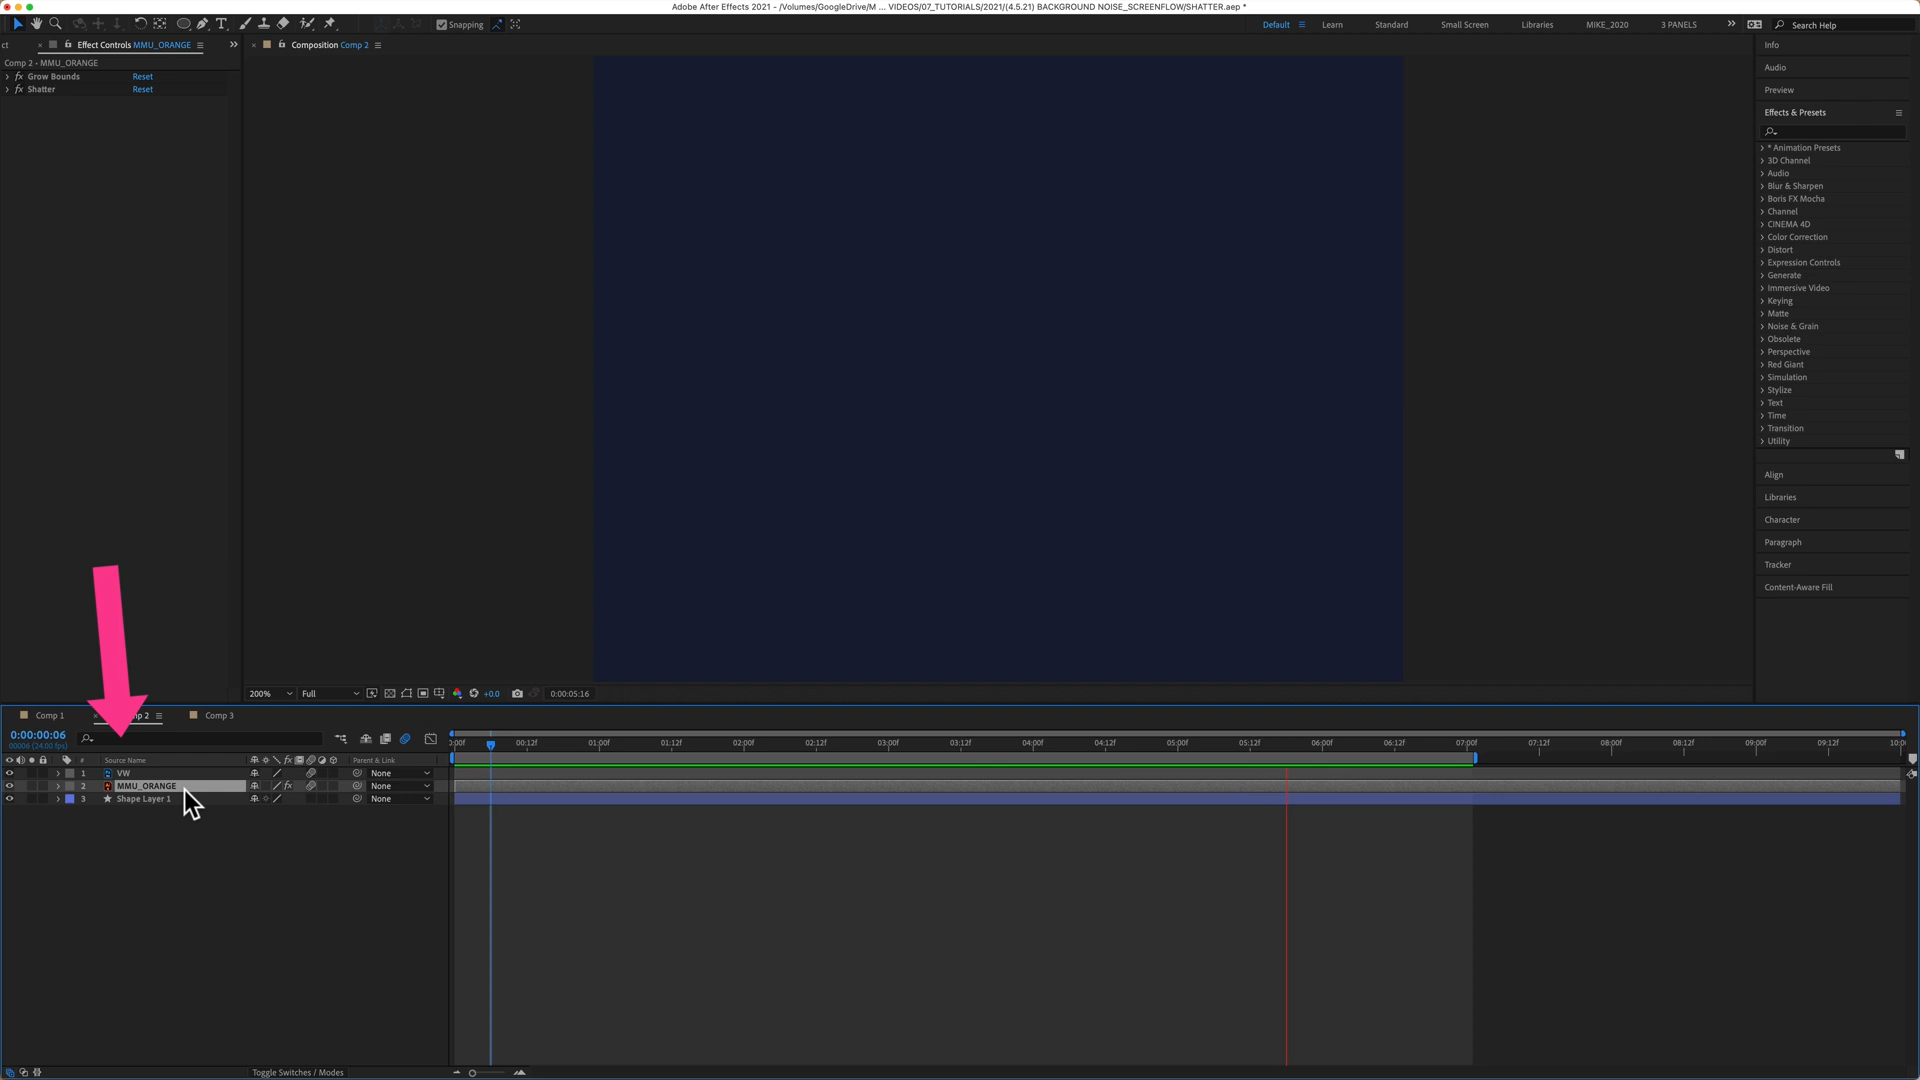 Adobe After Effects 2021 - /Volumes/GoogleDrive/M ... VIDEOS/07_TUTORIALS/2021/(4.5.21) BACKGROUND NOISE_SCREENFLOW/SHATTER.aep *
Snapping
Default
Learn
Standard
Small Screen
Libraries
MIKE_2020
3 PANELS
Search Help
ct
Effect Controls MMU_ORANGE
Composition Comp 2
Comp 2 • MMU_ORANGE
fx Grow Bounds Reset
fx Shatter Reset
Info
Audio
Preview
Effects & Presets
* Animation Presets
3D Channel
Audio
Blur & Sharpen
Boris FX Mocha
Channel
CINEMA 4D
Color Correction
Distort
Expression Controls
Generate
Immersive Video
Keying
Matte
Noise & Grain
Obsolete
Perspective
Red Giant
Simulation
Stylize
Text
Time
Transition
Utility
Align
Libraries
Character
Paragraph
Tracker
Content-Aware Fill
200% Full +0.0 0:00:05:16
Comp 1 p 2 Comp 3
0:00:00:06
00006 (24.00 fps)
:00f 00:12f 01:00f 01:12f 02:00f 02:12f 03:00f 03:12f 04:00f 04:12f 05:00f 05:12f 06:00f 06:12f 07:00f 07:12f 08:00f 08:12f 09:00f 09:12f 10:0
# Source Name fx Parent & Link
1 VW None
2 MMU_ORANGE fx None
3 Shape Layer 1 None
Toggle Switches / Modes